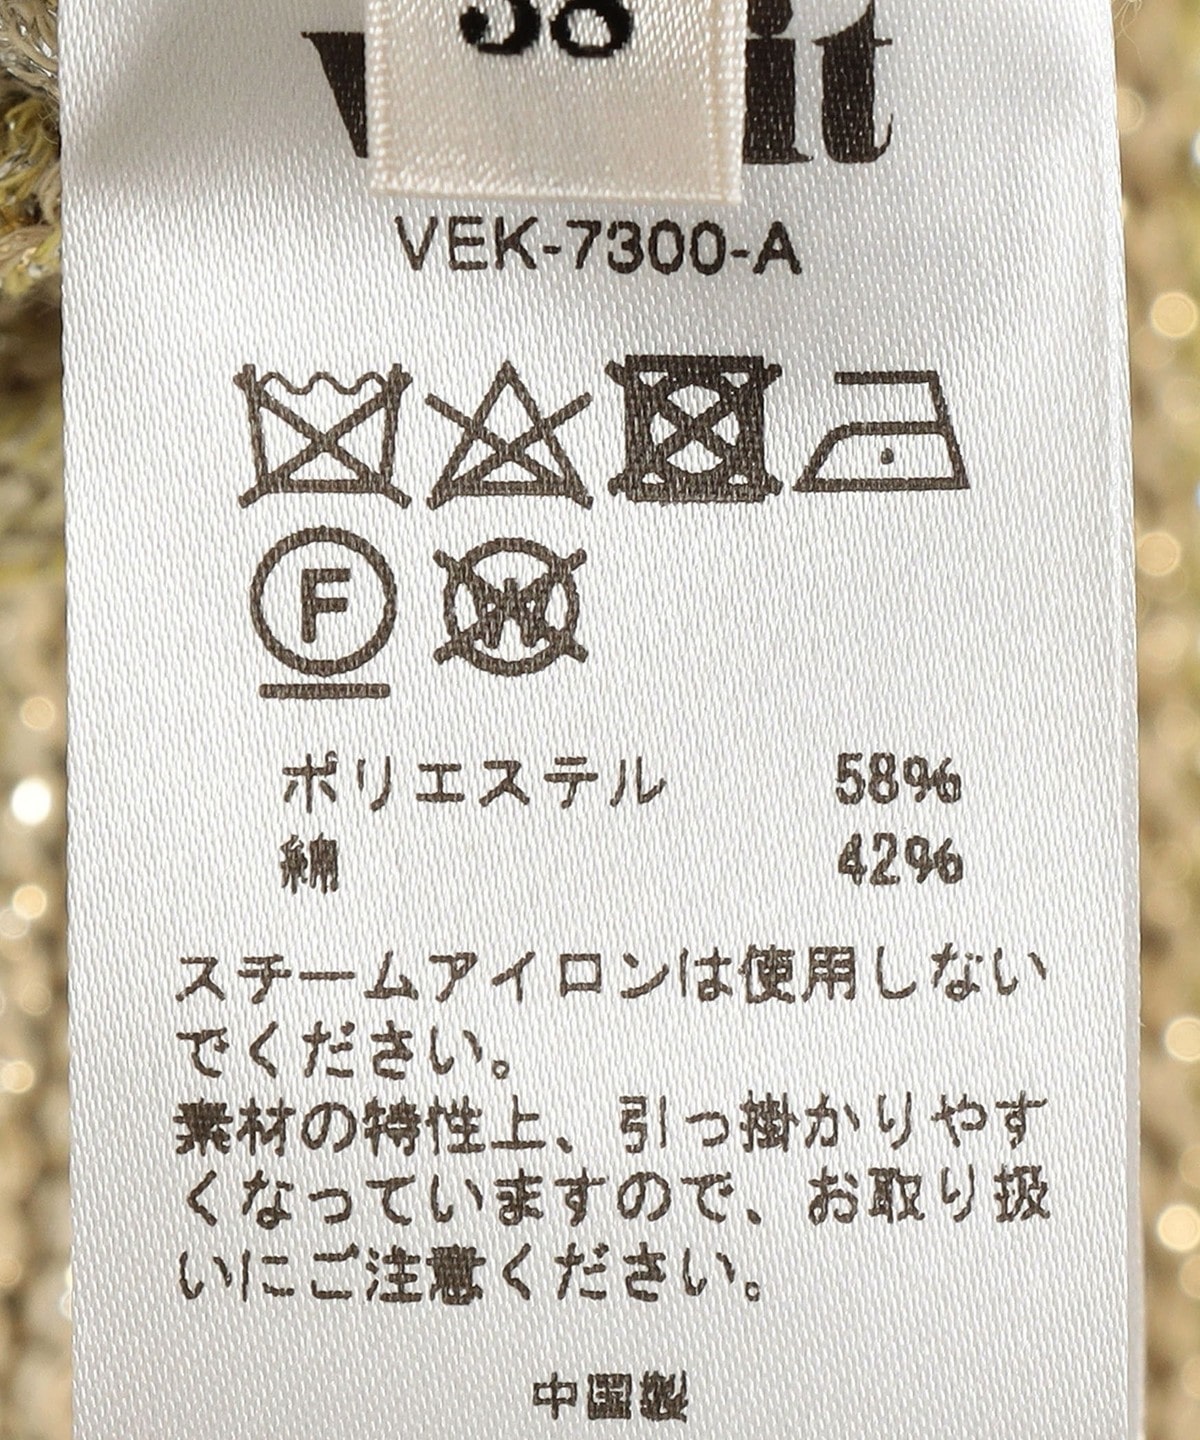 38
VEK-7300-A
F
W
ポリエステル 58%
綿 42%
スチームアイロンは使用しない
でください。
素材の特性上、引っ掛かりやす
くなっていますので、お取り扱
いにご注意ください。
中国製